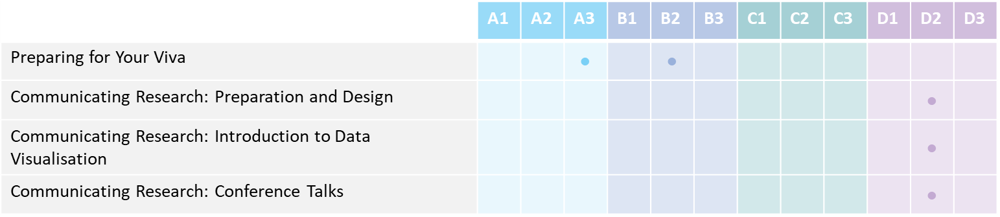 A1 A2 A3 B1 B2 B3 C1 C2 C3 D1 D2 D3
Preparing for Your Viva
Communicating Research: Preparation and Design
Communicating Research: Introduction to Data
Visualisation
Communicating Research: Conference Talks